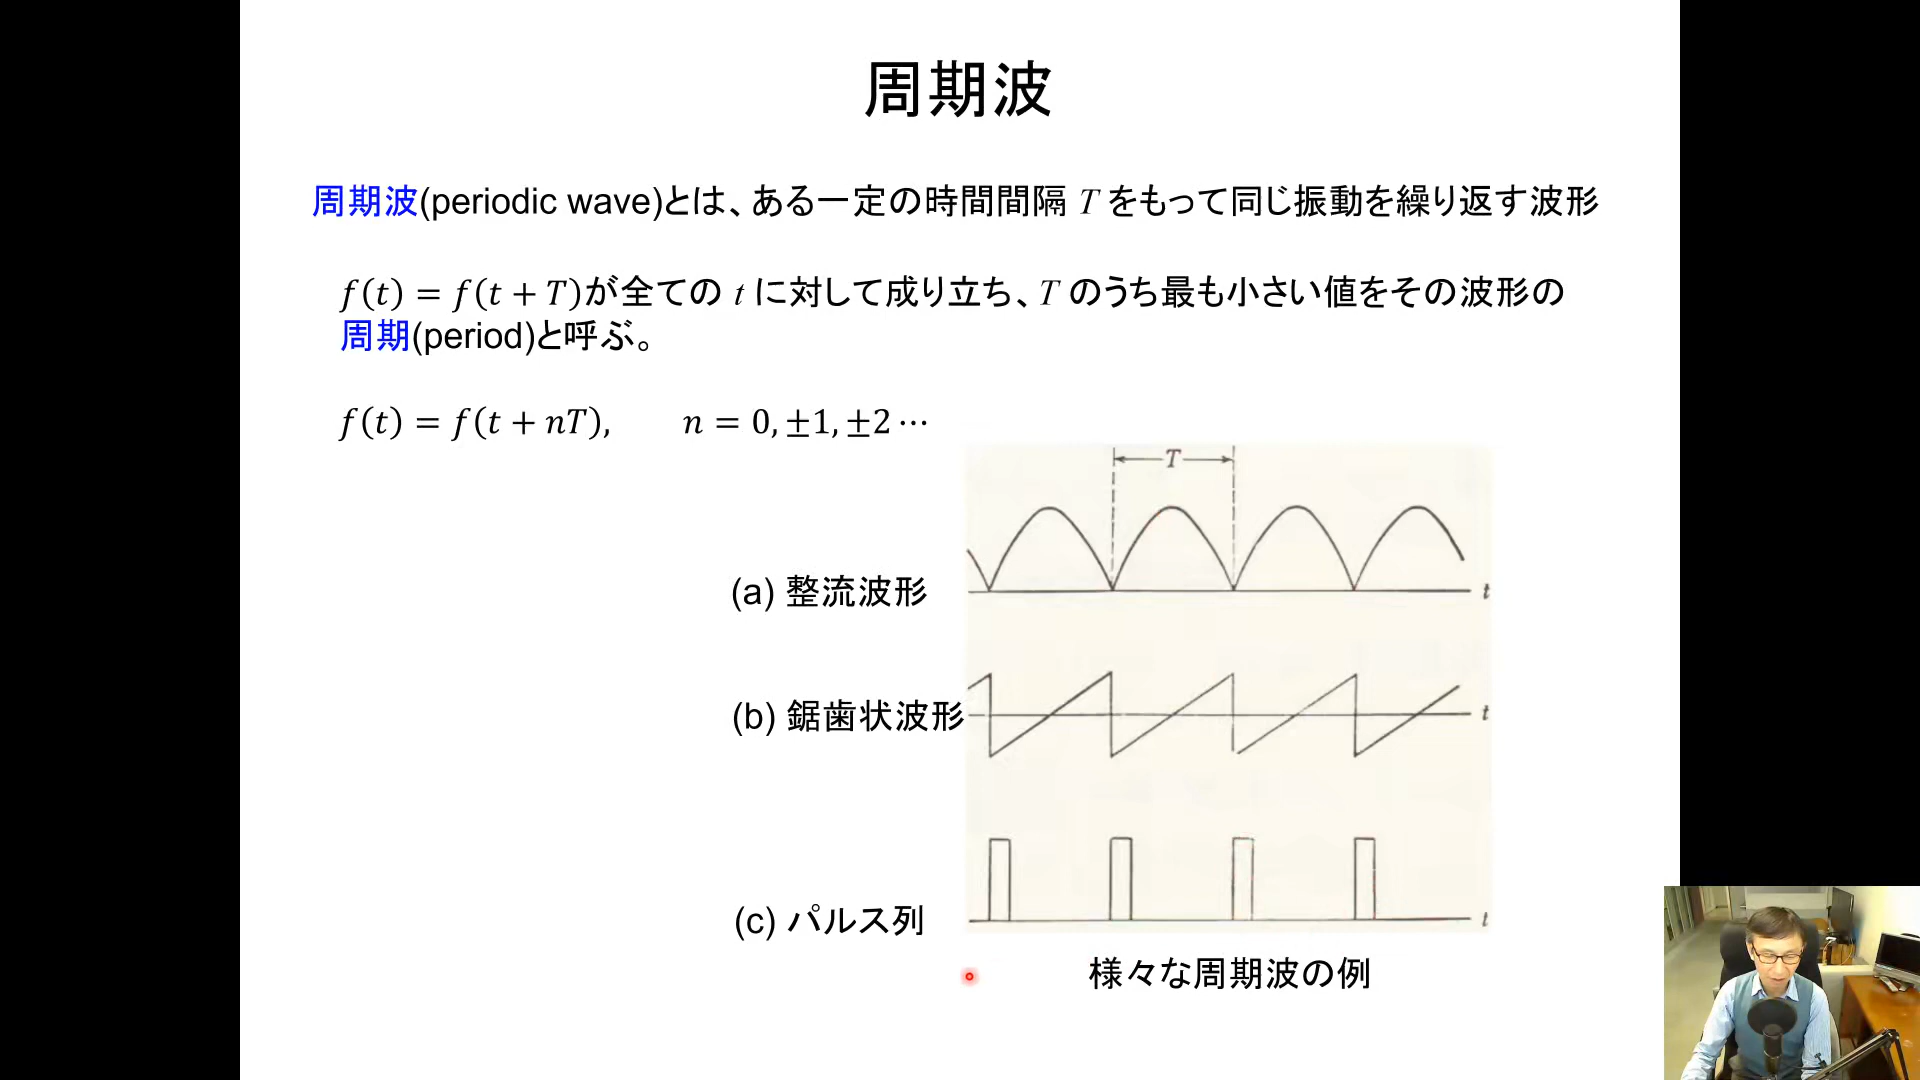 周期波
周期波(periodic wave)とは、ある一定の時間間隔 T をもって同じ振動を繰り返す波形
f(t) = f(t + T)が全ての t に対して成り立ち、T のうち最も小さい値をその波形の
周期(period)と呼ぶ。
f(t) = f(t + nT), n = 0, ±1, ±2 ⋯
T
(a) 整流波形
t
(b) 鋸歯状波形
t
(c) パルス列
t
様々な周期波の例